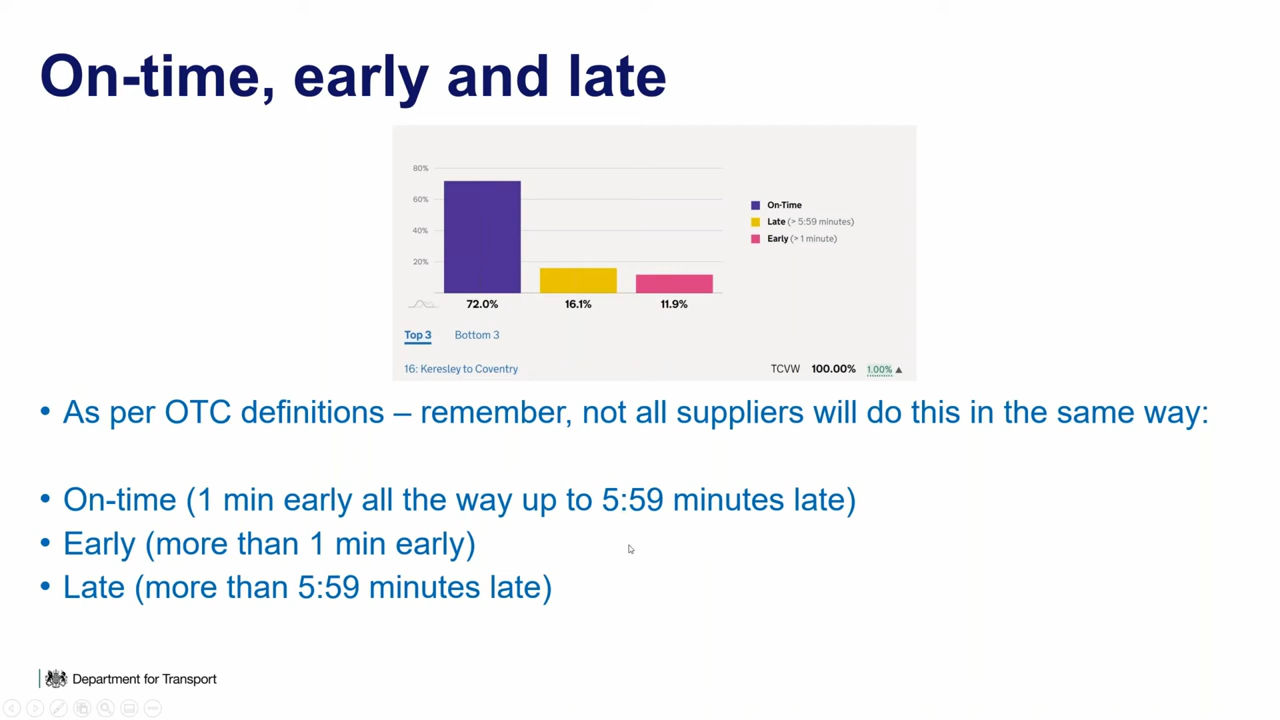 On-time, early and late
80%
60%
40%
20%
72.0%
16.1%
11.9%
On-Time
Late (> 5:59 minutes)
Early (> 1 minute)
Top 3
Bottom 3
16: Keresley to Coventry
TCVW 100.00% 1.00% ▲
• As per OTC definitions – remember, not all suppliers will do this in the same way:
• On-time (1 min early all the way up to 5:59 minutes late)
• Early (more than 1 min early)
• Late (more than 5:59 minutes late)
Department for Transport